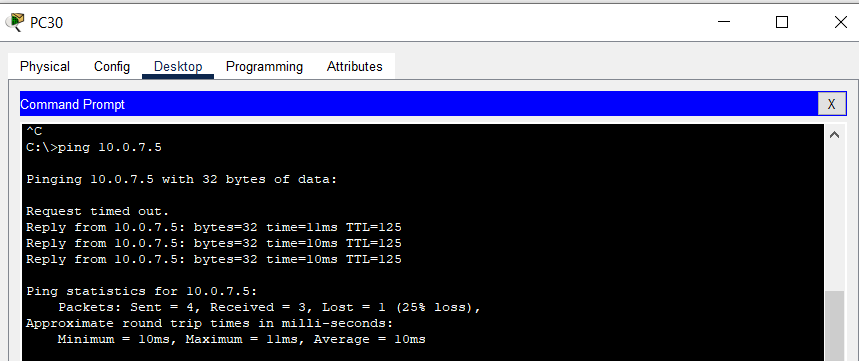 PC30
Physical Config Desktop Programming Attributes
Command Prompt
X
^C
C:\>ping 10.0.7.5
Pinging 10.0.7.5 with 32 bytes of data:
Request timed out.
Reply from 10.0.7.5: bytes=32 time=11ms TTL=125
Reply from 10.0.7.5: bytes=32 time=10ms TTL=125
Reply from 10.0.7.5: bytes=32 time=10ms TTL=125
Ping statistics for 10.0.7.5:
    Packets: Sent = 4, Received = 3, Lost = 1 (25% loss),
Approximate round trip times in milli-seconds:
    Minimum = 10ms, Maximum = 11ms, Average = 10ms